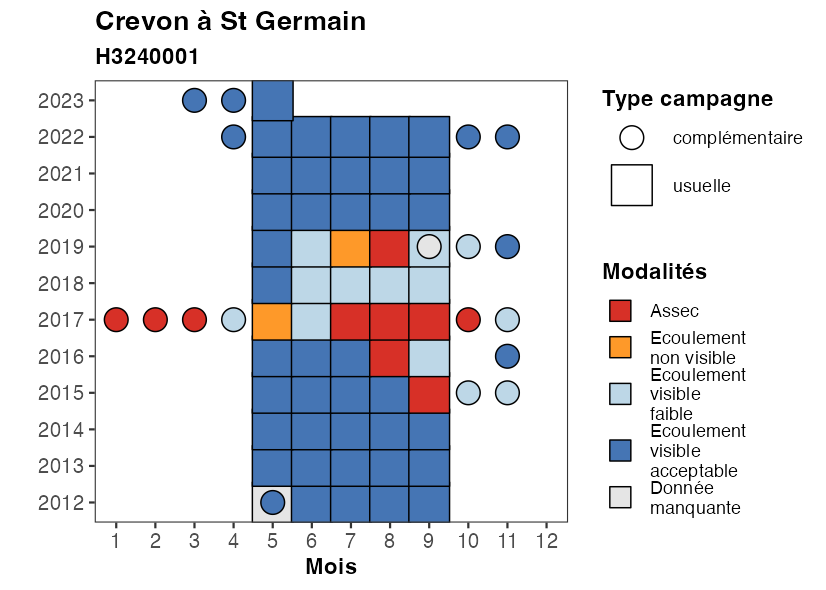 Crevon à St Germain
H3240001
2023
2022
2021
2020
2019
2018
2017
2016
2015
2014
2013
2012
1 2 3 4 5 6 7 8 9 10 11 12
Mois
Type campagne
complémentaire
usuelle
Modalités
Assec
Ecoulement
non visible
Ecoulement
visible
faible
Ecoulement
visible
acceptable
Donnée
manquante